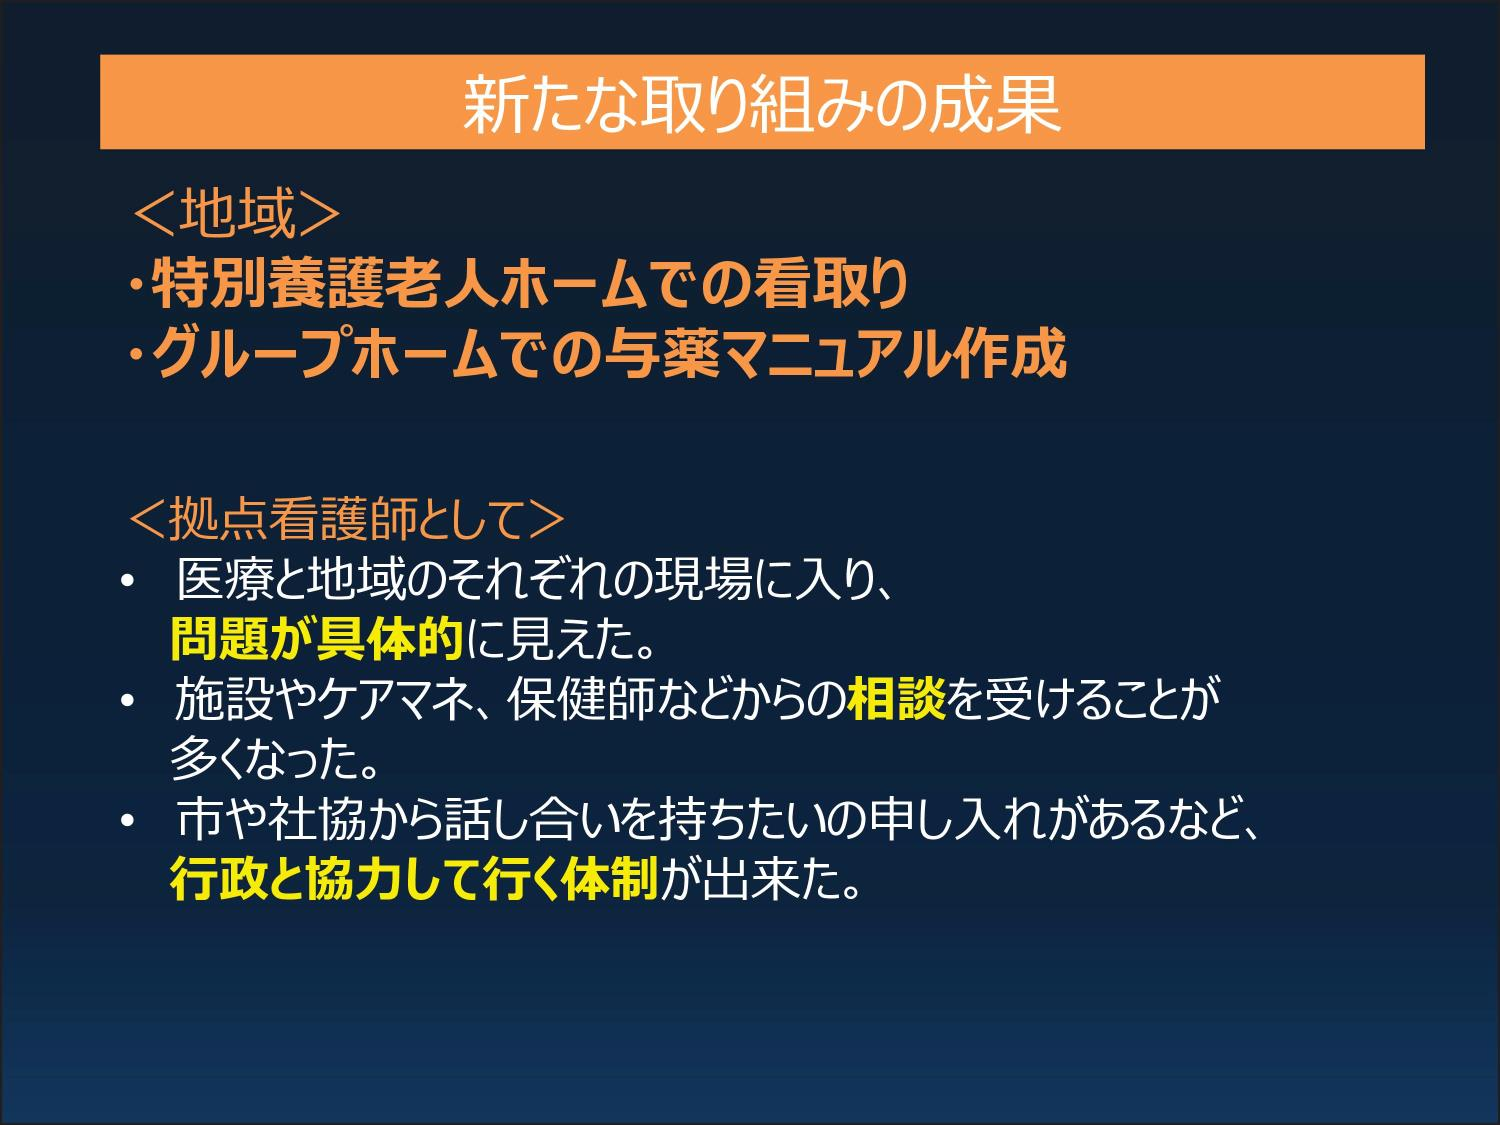 新たな取り組みの成果
＜地域＞
・特別養護老人ホームでの看取り
・グループホームでの与薬マニュアル作成
＜拠点看護師として＞
• 医療と地域のそれぞれの現場に入り、
問題が具体的に見えた。
• 施設やケアマネ、保健師などからの相談を受けることが
多くなった。
• 市や社協から話し合いを持ちたいの申し入れがあるなど、
行政と協力して行く体制が出来た。